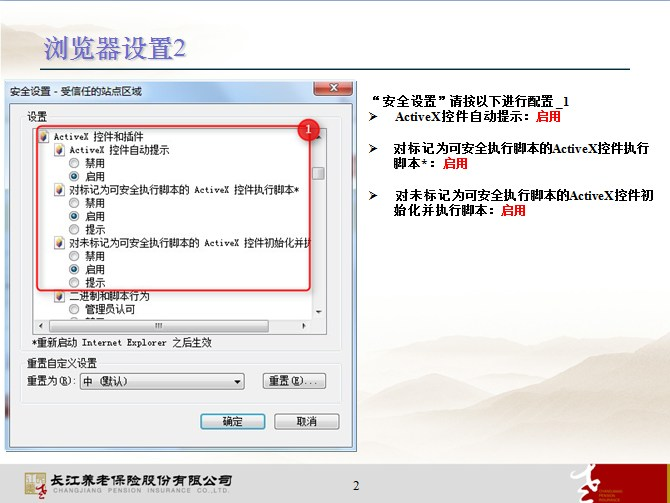 浏览器设置2
安全设置 - 受信任的站点区域
设置
1
ActiveX 控件和插件
ActiveX 控件自动提示
禁用
启用
对标记为可安全执行脚本的 ActiveX 控件执行脚本*
禁用
启用
提示
对未标记为可安全执行脚本的 ActiveX 控件初始化并执
禁用
启用
提示
二进制和脚本行为
管理员认可
*重新启动 Internet Explorer 之后生效
重置自定义设置
重置为(R): 中 (默认)
重置(E)...
确定 取消
“安全设置”请按以下进行配置_1
➢ ActiveX控件自动提示：启用
➢ 对标记为可安全执行脚本的ActiveX控件执行
脚本*：启用
➢ 对未标记为可安全执行脚本的ActiveX控件初
始化并执行脚本：启用
长江养老保险股份有限公司
CHANGJIANG PENSION INSURANCE CO.,LTD.
2